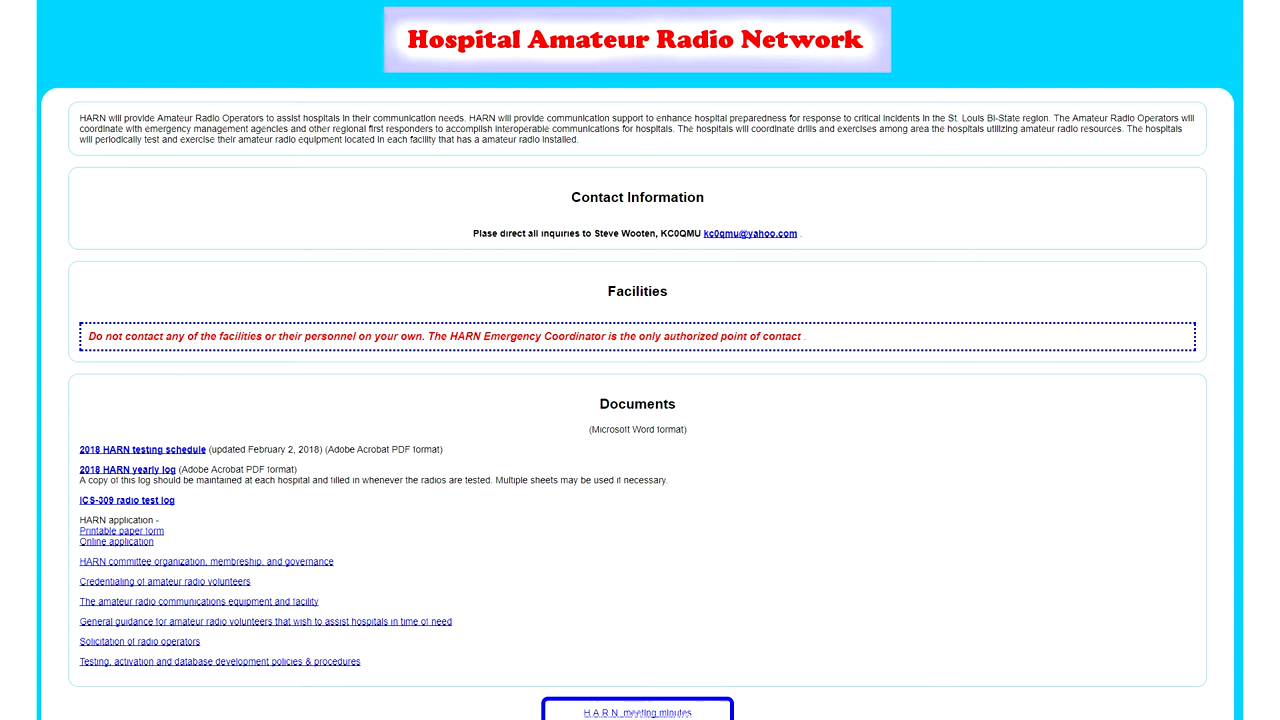 Hospital Amateur Radio Network
HARN will provide Amateur Radio Operators to assist hospitals in their communication needs. HARN will provide communication support to enhance hospital preparedness for response to critical incidents in the St. Louis Bi-State region. The Amateur Radio Operators will
coordinate with emergency management agencies and other regional first responders to accomplish interoperable communications for hospitals. The hospitals will coordinate drills and exercises among area the hospitals utilizing amateur radio resources. The hospitals
will periodically test and exercise their amateur radio equipment located in each facility that has a amateur radio installed.
Contact Information
Plase direct all inquiries to Steve Wooten, KC0QMU kc0qmu@yahoo.com .
Facilities
Do not contact any of the facilities or their personnel on your own. The HARN Emergency Coordinator is the only authorized point of contact .
Documents
(Microsoft Word format)
2018 HARN testing schedule (updated February 2, 2018) (Adobe Acrobat PDF format)
2018 HARN yearly log (Adobe Acrobat PDF format)
A copy of this log should be maintained at each hospital and filled in whenever the radios are tested. Multiple sheets may be used if necessary.
ICS-309 radio test log
HARN application -
Printable paper form
Online application
HARN committee organization, membreship, and governance
Credentialing of amateur radio volunteers
The amateur radio communications equipment and facility
General guidance for amateur radio volunteers that wish to assist hospitals in time of need
Solicitation of radio operators
Testing, activation and database development policies & procedures
H.A.R.N. meeting minutes